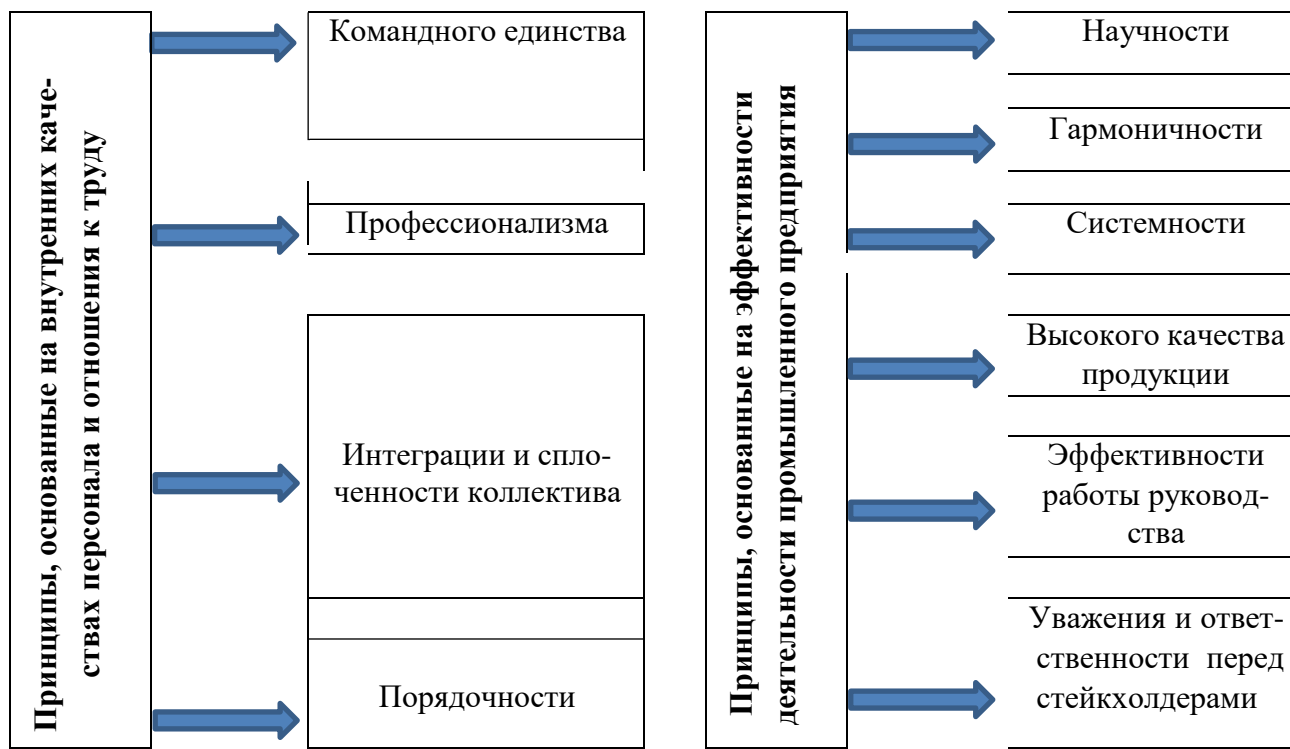 Принципы, основанные на внутренних каче-
ствах персонала и отношения к труду
Командного единства
Профессионализма
Интеграции и спло-
ченности коллектива
Порядочности
Принципы, основанные на эффективности
деятельности промышленного предприятия
Научности
Гармоничности
Системности
Высокого качества
продукции
Эффективности
работы руковод-
ства
Уважения и ответ-
ственности перед
стейкхолдерами